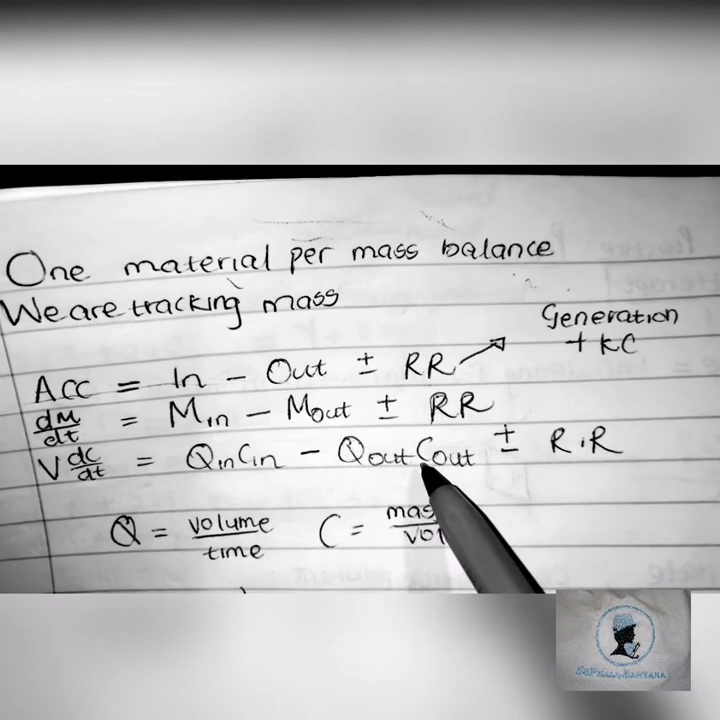 One material per mass balance
We are tracking mass
Generation
+ KC
Acc = In - Out ± RR
dM/dt = Min - Mout ± RR
V dc/dt = QinCin - QoutCout ± R.R
Q = volume/time C = mas